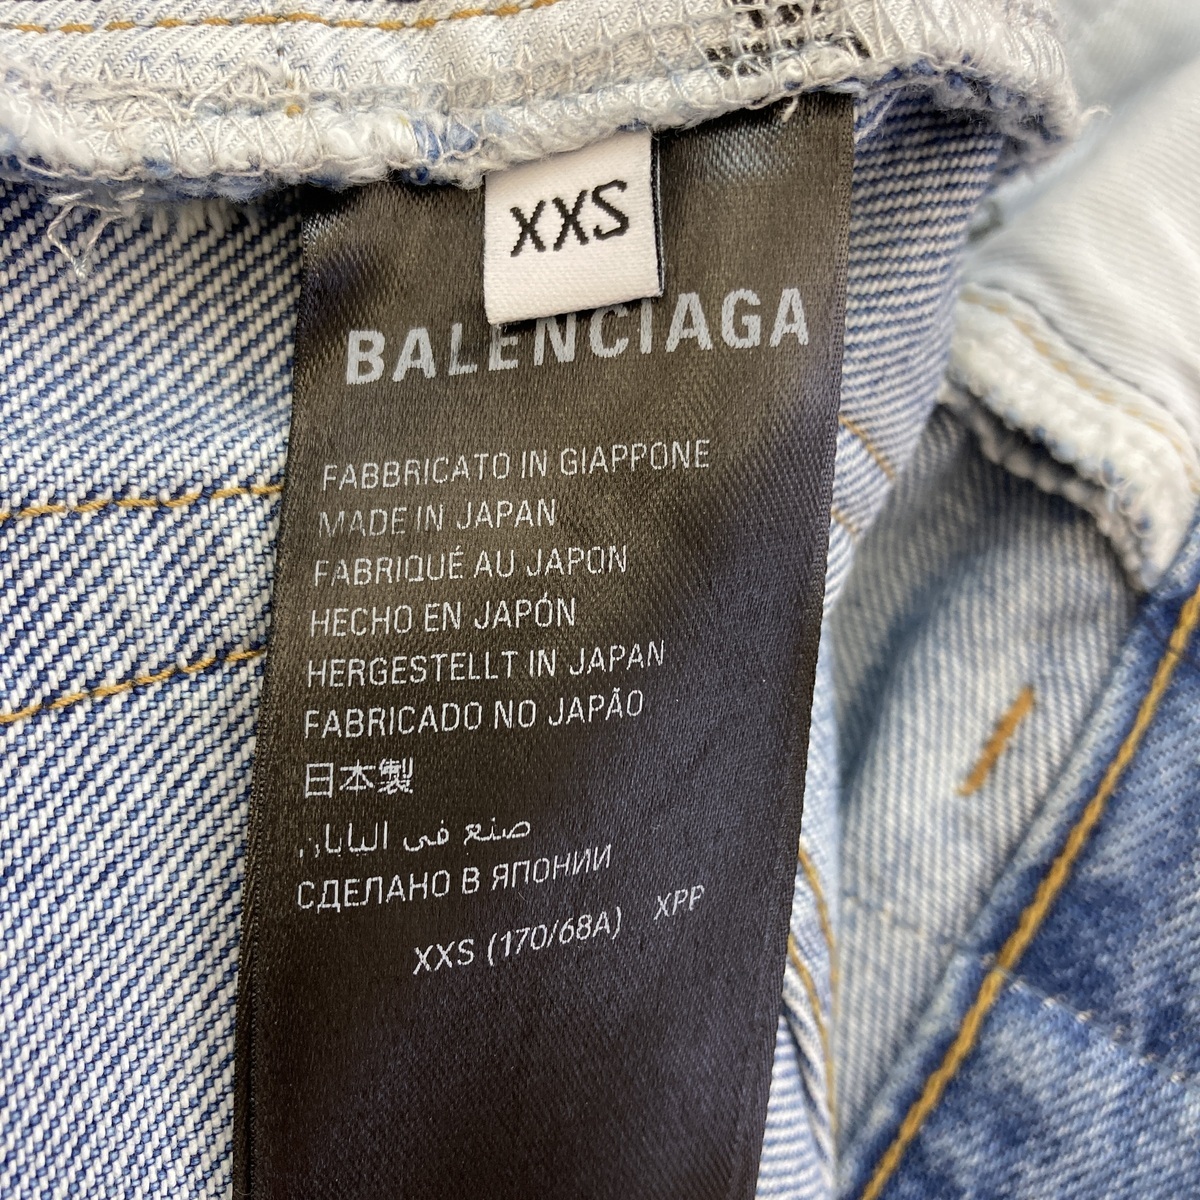 XXS
BALENCIAGA
FABBRICATO IN GIAPPONE
MADE IN JAPAN
FABRIQUÉ AU JAPON
HECHO EN JAPÓN
HERGESTELLT IN JAPAN
FABRICADO NO JAPÃO
日本製
صنع في اليابان
СДЕЛАНО В ЯПОНИИ
XXS (170/68A) XPP